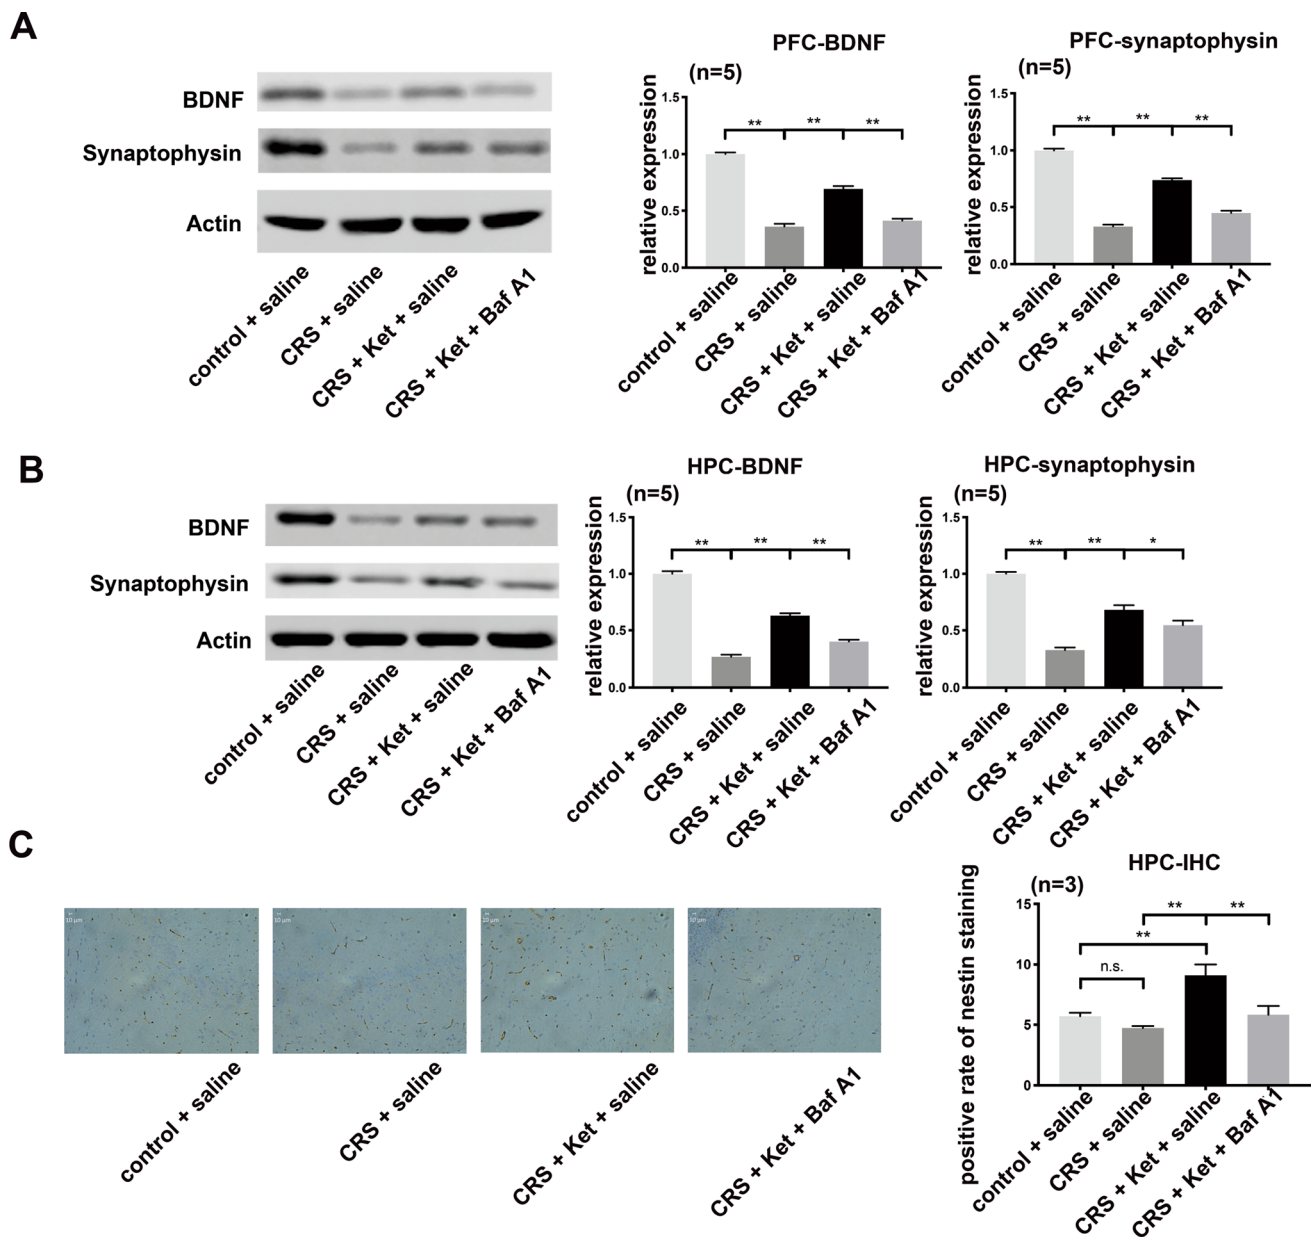 A
BDNF
Synaptophysin
Actin
control + saline
CRS + saline
CRS + Ket + saline
CRS + Ket + Baf A1
PFC-BDNF
(n=5)
relative expression
1.5
1.0
0.5
0.0
** ** **
control + saline
CRS + saline
CRS + Ket + saline
CRS + Ket + Baf A1
PFC-synaptophysin
(n=5)
relative expression
1.5
1.0
0.5
0.0
** ** **
control + saline
CRS + saline
CRS + Ket + saline
CRS + Ket + Baf A1
B
BDNF
Synaptophysin
Actin
control + saline
CRS + saline
CRS + Ket + saline
CRS + Ket + Baf A1
HPC-BDNF
(n=5)
relative expression
1.5
1.0
0.5
0.0
** ** **
control + saline
CRS + saline
CRS + Ket + saline
CRS + Ket + Baf A1
HPC-synaptophysin
(n=5)
relative expression
1.5
1.0
0.5
0.0
** ** *
control + saline
CRS + saline
CRS + Ket + saline
CRS + Ket + Baf A1
C
10 μm
10 μm
10 μm
10 μm
control + saline
CRS + saline
CRS + Ket + saline
CRS + Ket + Baf A1
HPC-IHC
(n=3)
positive rate of nestin staining
15
10
5
0
** **
**
n.s.
control + saline
CRS + saline
CRS + Ket + saline
CRS + Ket + Baf A1